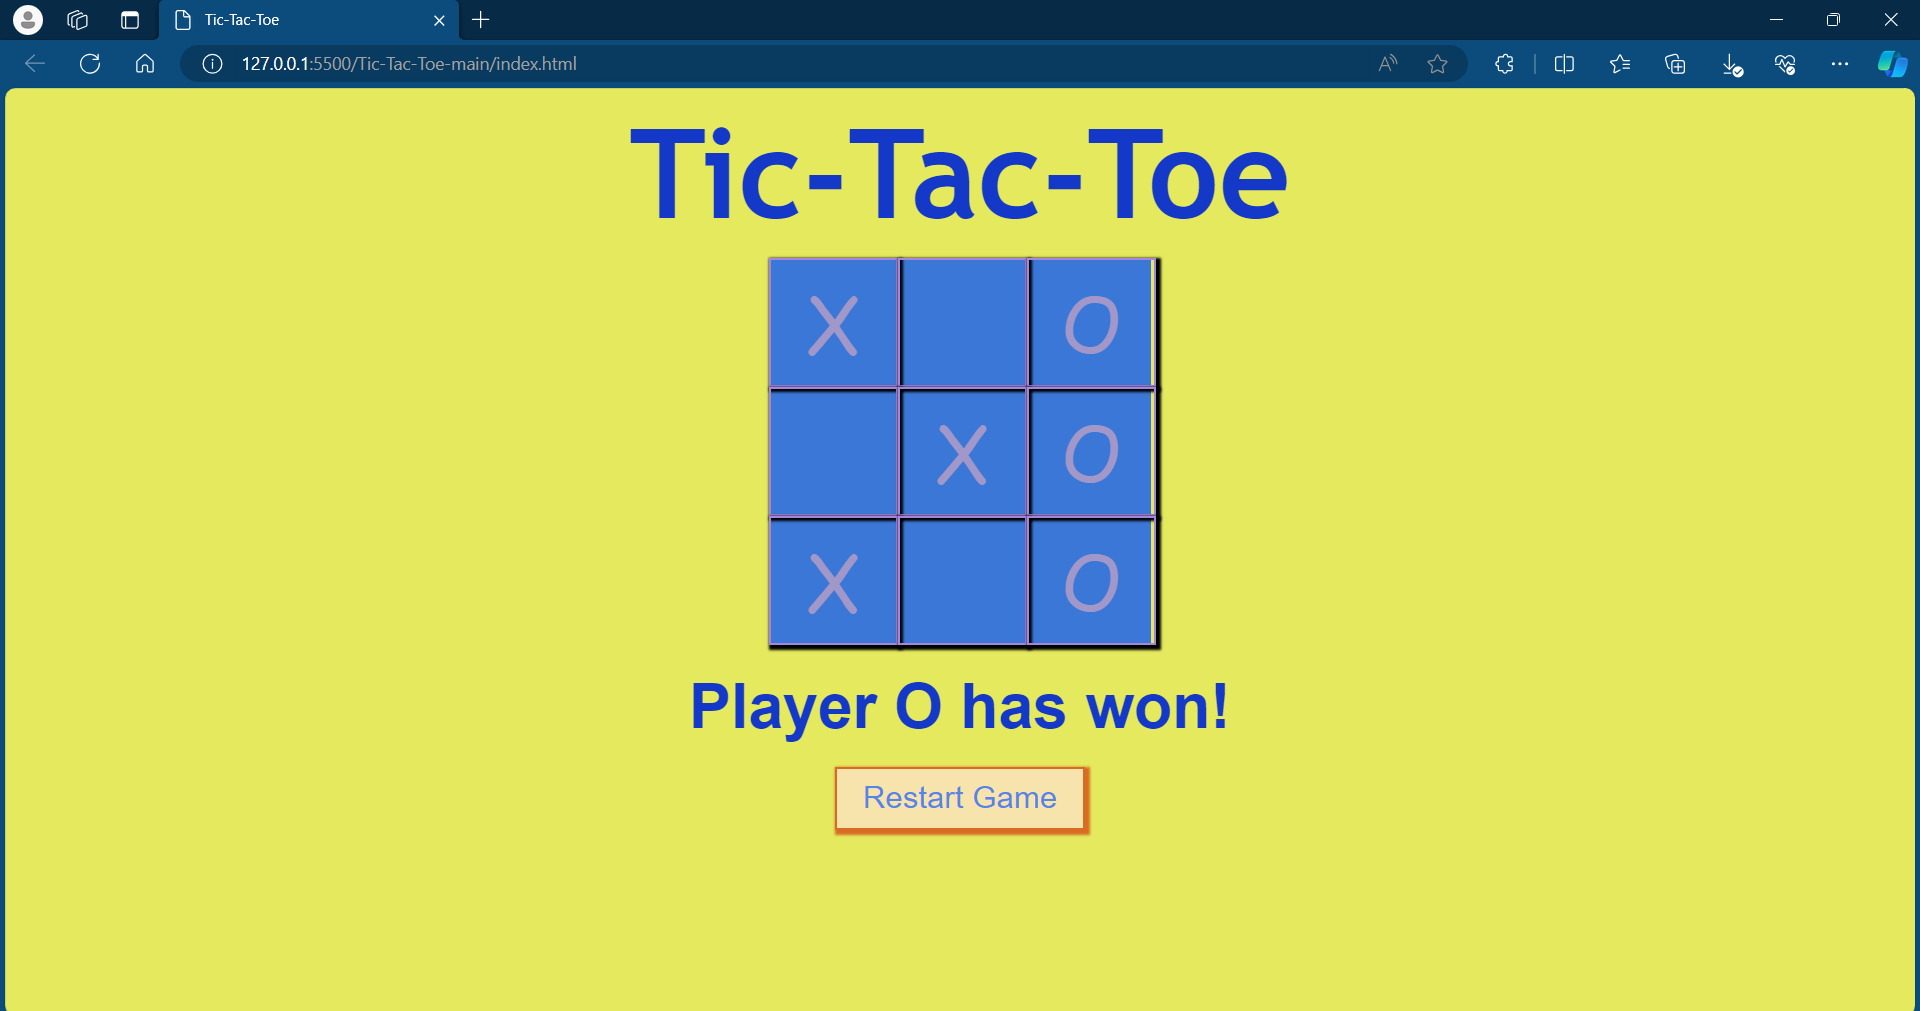 Tic-Tac-Toe
127.0.0.1:5500/Tic-Tac-Toe-main/index.html
Tic-Tac-Toe
X O
X O
X O
Player O has won!
Restart Game